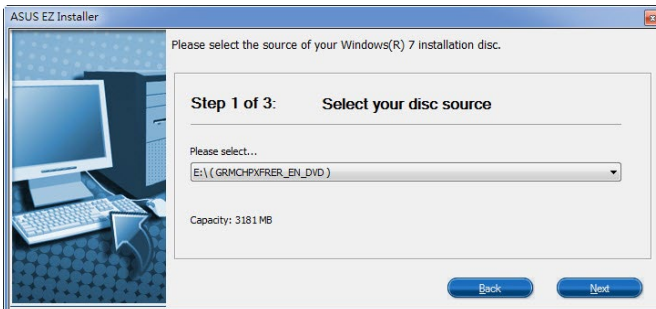 ASUS EZ Installer
Please select the source of your Windows(R) 7 installation disc.
Step 1 of 3: Select your disc source
Please select...
E:\ ( GRMCHPXFRER_EN_DVD )
Capacity: 3181 MB
Back Next